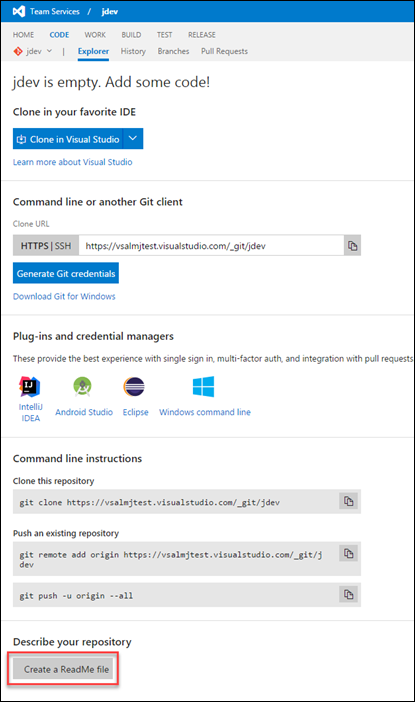 Team Services / jdev
HOME CODE WORK BUILD TEST RELEASE
jdev | Explorer History Branches Pull Requests
jdev is empty. Add some code!
Clone in your favorite IDE
Clone in Visual Studio
Learn more about Visual Studio
Command line or another Git client
Clone URL
HTTPS | SSH https://vsalmjtest.visualstudio.com/_git/jdev
Generate Git credentials
Download Git for Windows
Plug-ins and credential managers
These provide the best experience with single sign in, multi-factor auth, and integration with pull requests
IntelliJ
IDEA
Android Studio
Eclipse
Windows command line
Command line instructions
Clone this repository
git clone https://vsalmjtest.visualstudio.com/_git/jdev
Push an existing repository
git remote add origin https://vsalmjtest.visualstudio.com/_git/j
dev
git push -u origin --all
Describe your repository
Create a ReadMe file